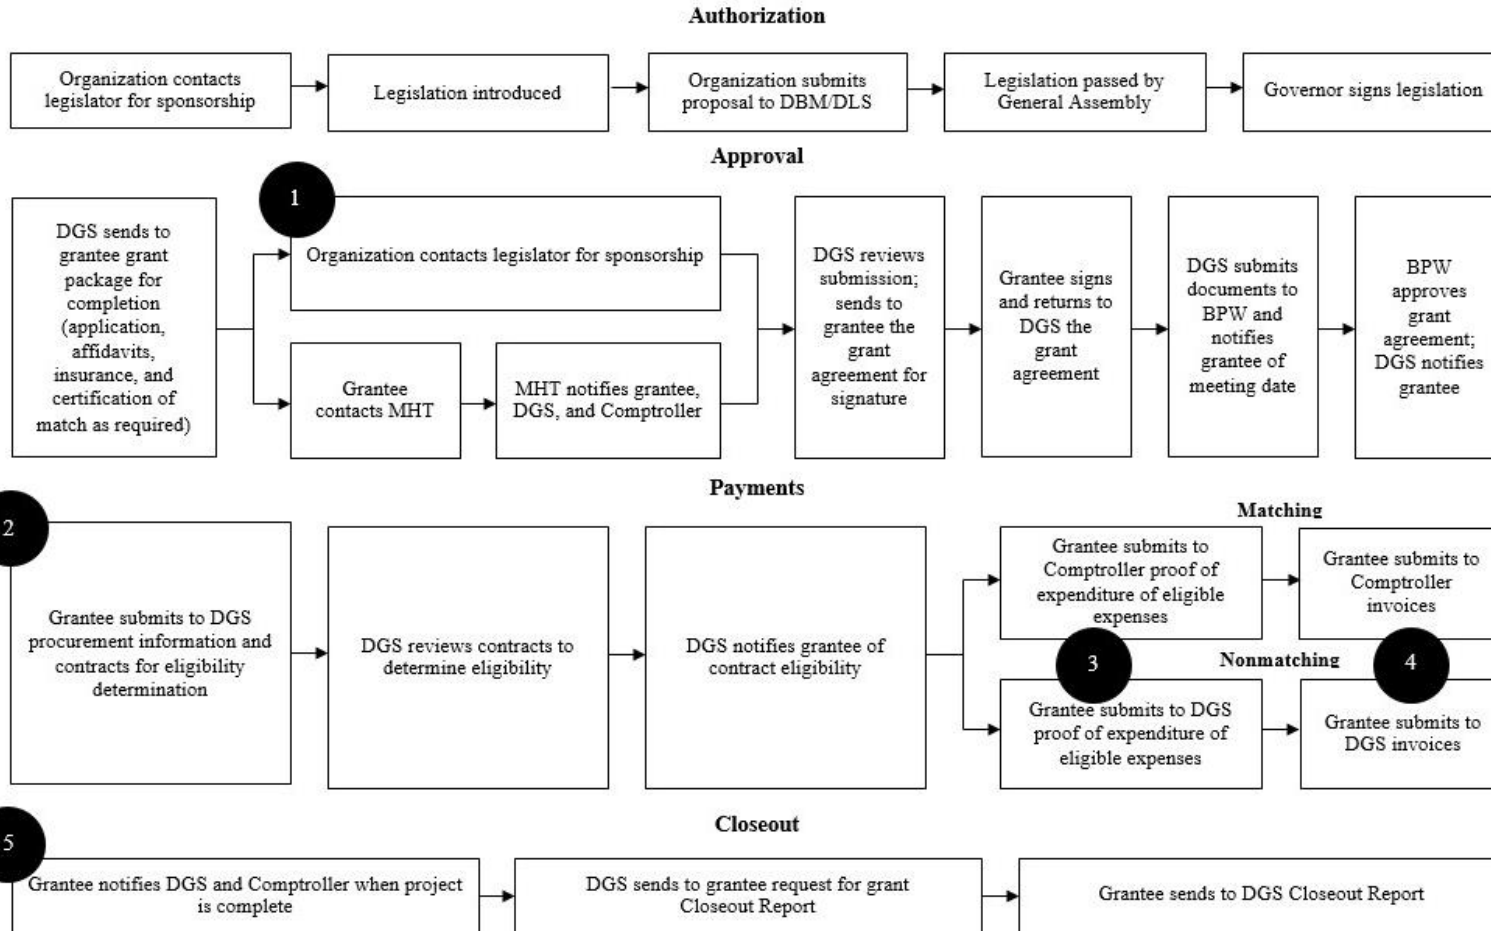 Authorization
Organization contacts
legislator for sponsorship
Legislation introduced
Organization submits
proposal to DBM/DLS
Legislation passed by
General Assembly
Governor signs legislation
Approval
DGS sends to
grantee grant
package for
completion
(application,
affidavits,
insurance, and
certification of
match as required)
1
Organization contacts legislator for sponsorship
Grantee
contacts MHT
MHT notifies grantee,
DGS, and Comptroller
DGS reviews
submission;
sends to
grantee the
grant
agreement for
signature
Grantee signs
and returns to
DGS the
grant
agreement
DGS submits
documents to
BPW and
notifies
grantee of
meeting date
BPW
approves
grant
agreement;
DGS notifies
grantee
Payments
2
Grantee submits to DGS
procurement information and
contracts for eligibility
determination
DGS reviews contracts to
determine eligibility
DGS notifies grantee of
contract eligibility
Matching
Grantee submits to
Comptroller proof of
expenditure of eligible
expenses
Grantee submits to
Comptroller
invoices
3
Nonmatching
4
Grantee submits to DGS
proof of expenditure of
eligible expenses
Grantee submits to
DGS invoices
Closeout
5
Grantee notifies DGS and Comptroller when project
is complete
DGS sends to grantee request for grant
Closeout Report
Grantee sends to DGS Closeout Report